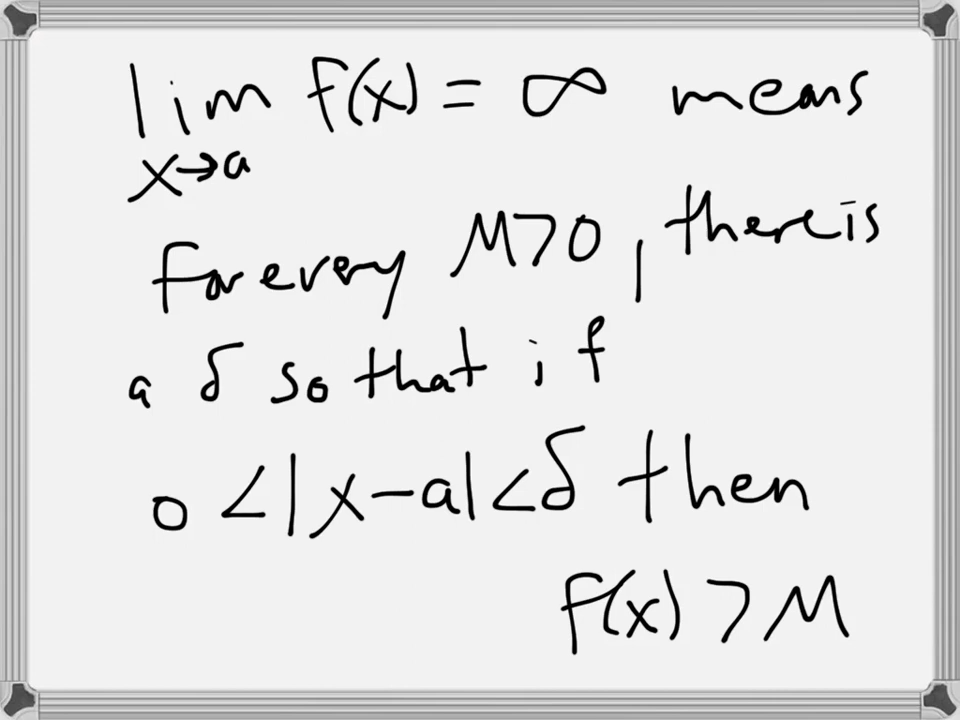 lim f(x) = ∞ means
x→a
for every M>0, there is
a δ so that if
0<|x-a|<δ then
f(x) > M